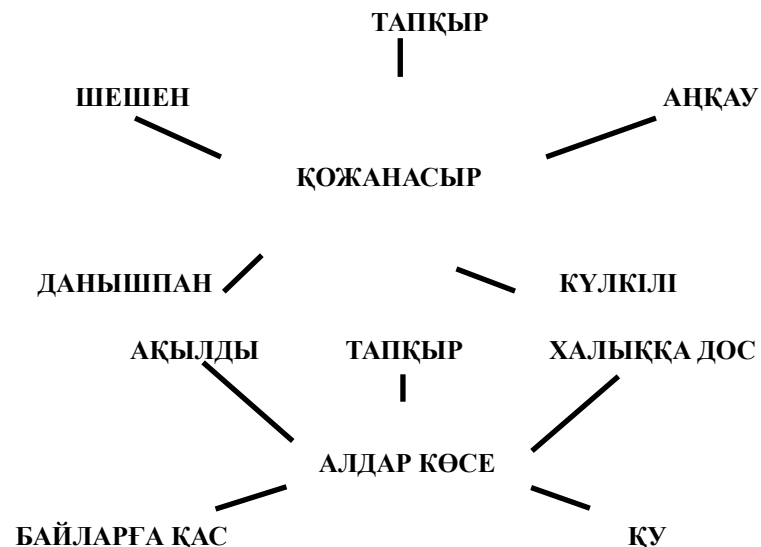 ТАПҚЫР
ШЕШЕН
АҢҚАУ
ҚОЖАНАСЫР
ДАНЫШПАН
КҮЛКІЛІ
АҚЫЛДЫ
ТАПҚЫР
ХАЛЫҚҚА ДОС
АЛДАР КӨСЕ
БАЙЛАРҒА ҚАС
ҚУ